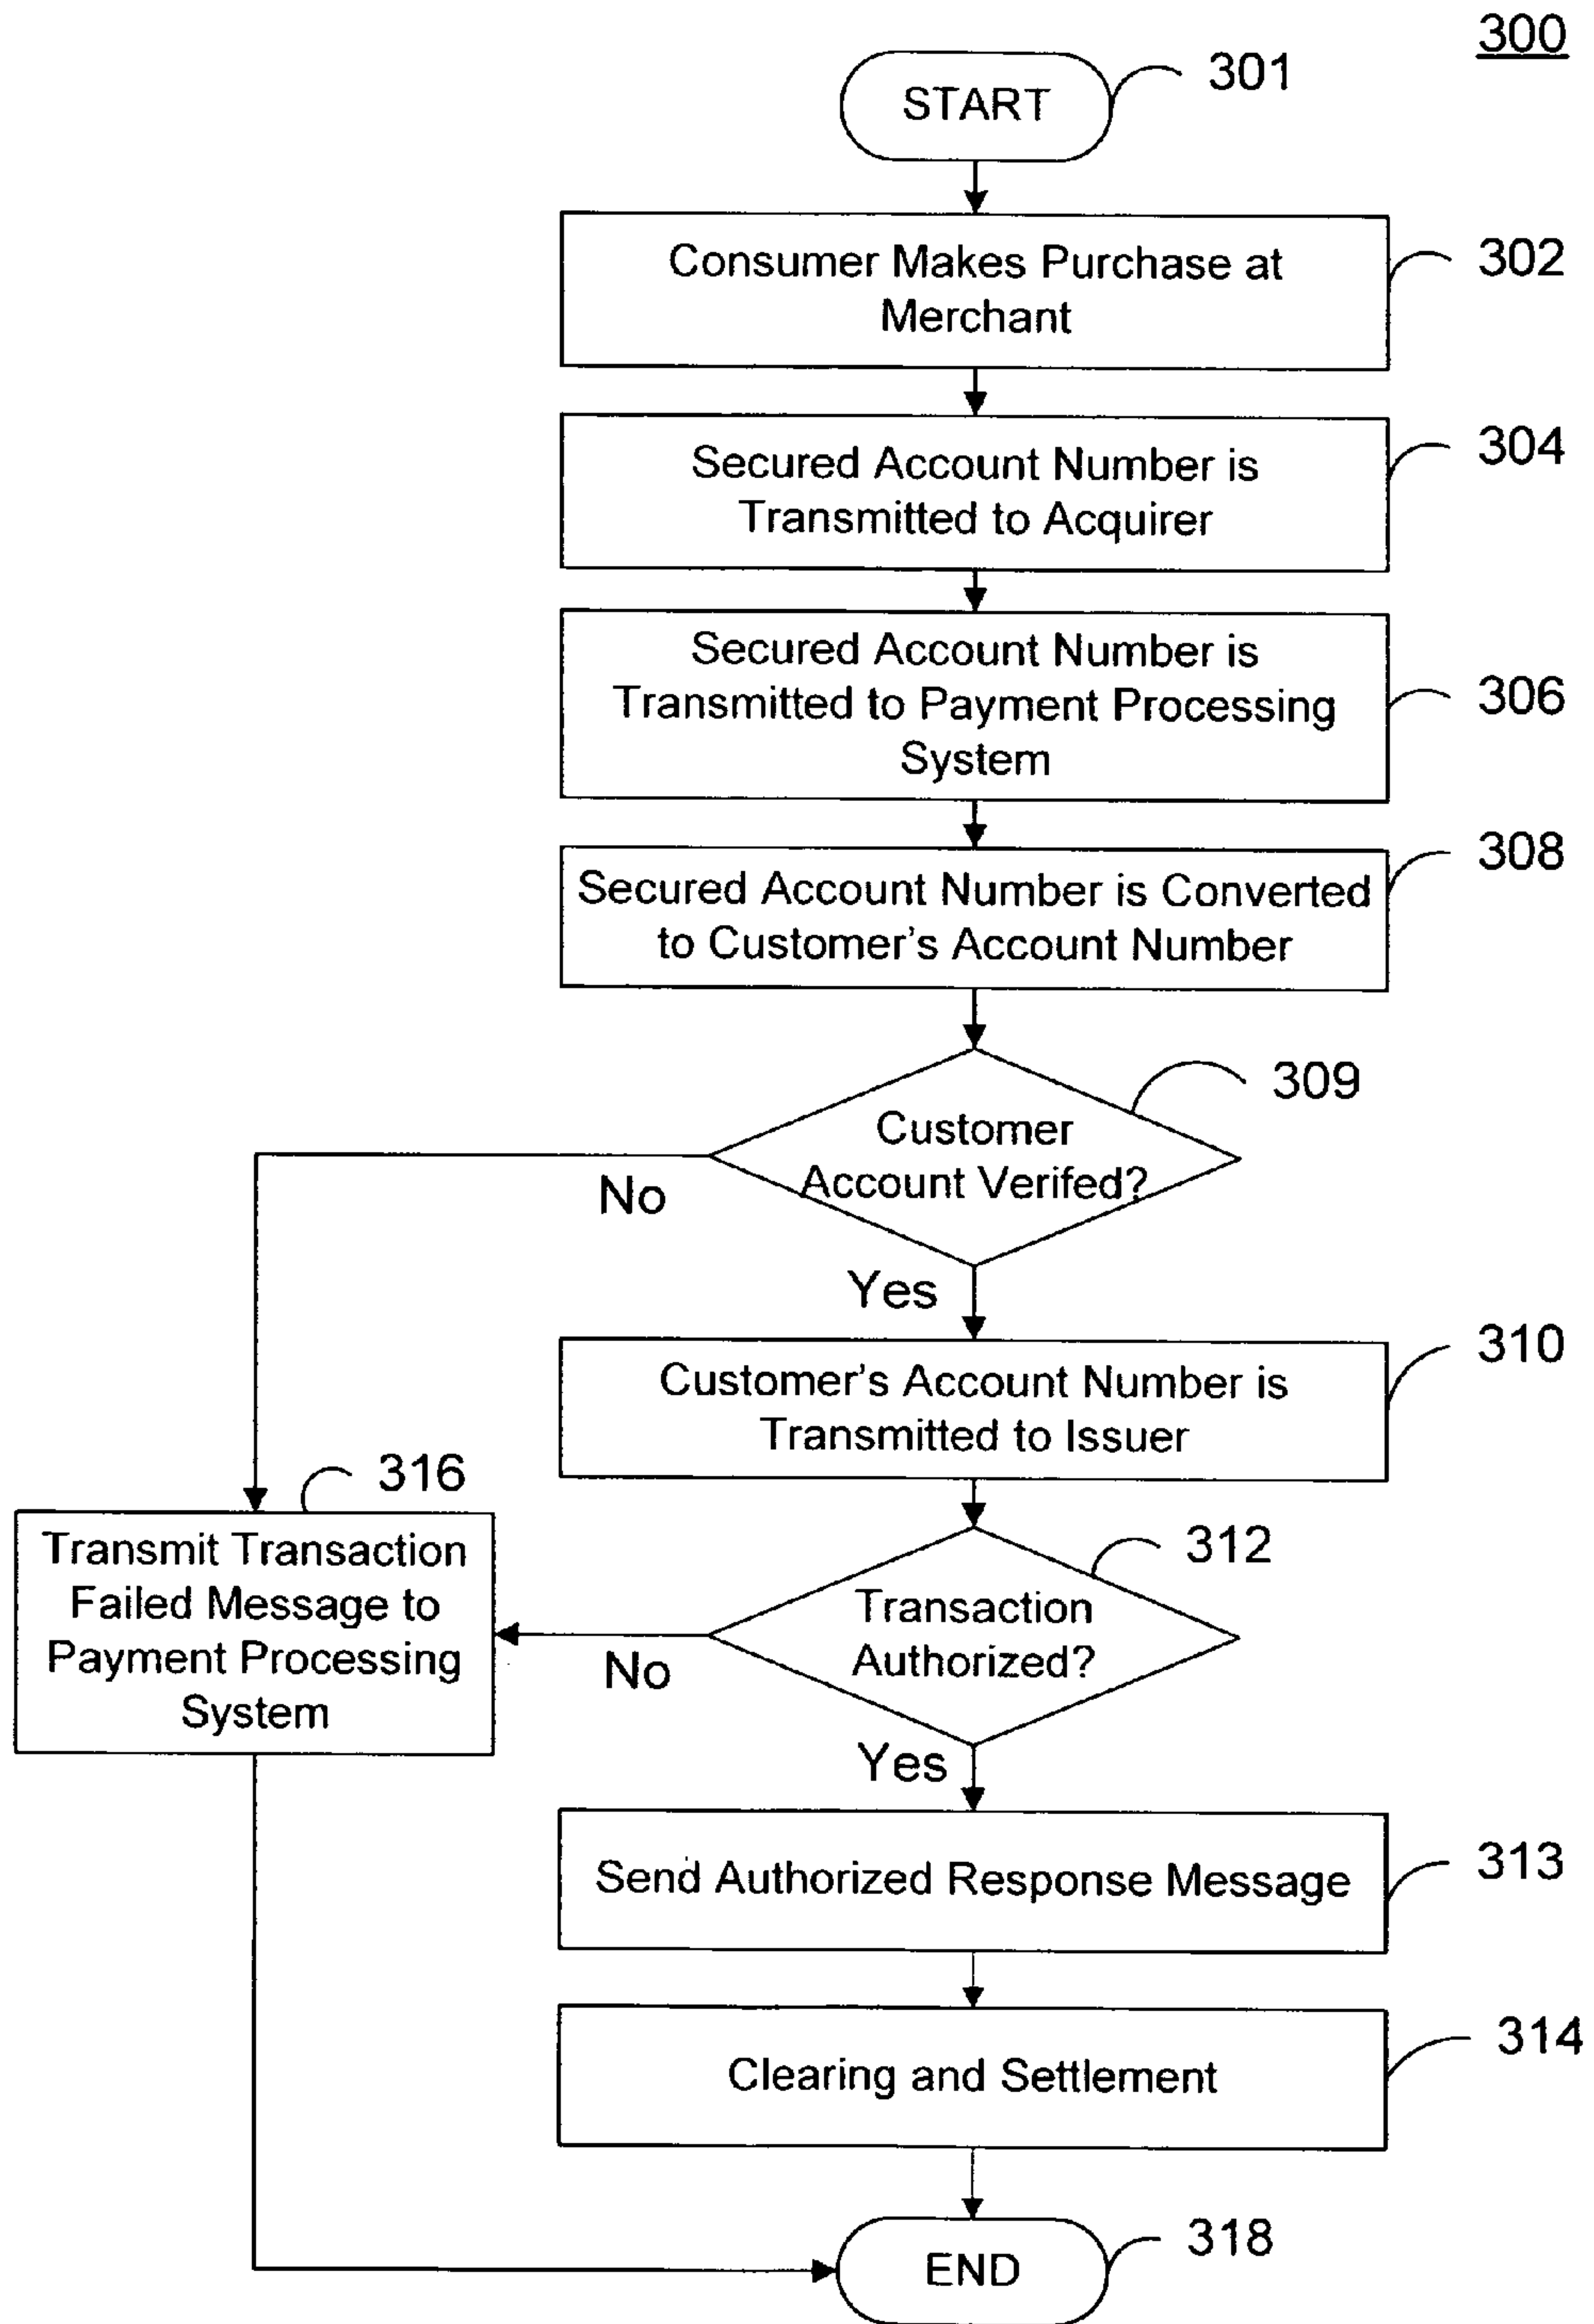 300
START
301
Consumer Makes Purchase at
Merchant
302
Secured Account Number is
Transmitted to Acquirer
304
Secured Account Number is
Transmitted to Payment Processing
System
306
Secured Account Number is Converted
to Customer's Account Number
308
Customer
Account Verifed?
309
No
Yes
Customer's Account Number is
Transmitted to Issuer
310
Transmit Transaction
Failed Message to
Payment Processing
System
316
Transaction
Authorized?
312
No
Yes
Send Authorized Response Message
313
Clearing and Settlement
314
END
318